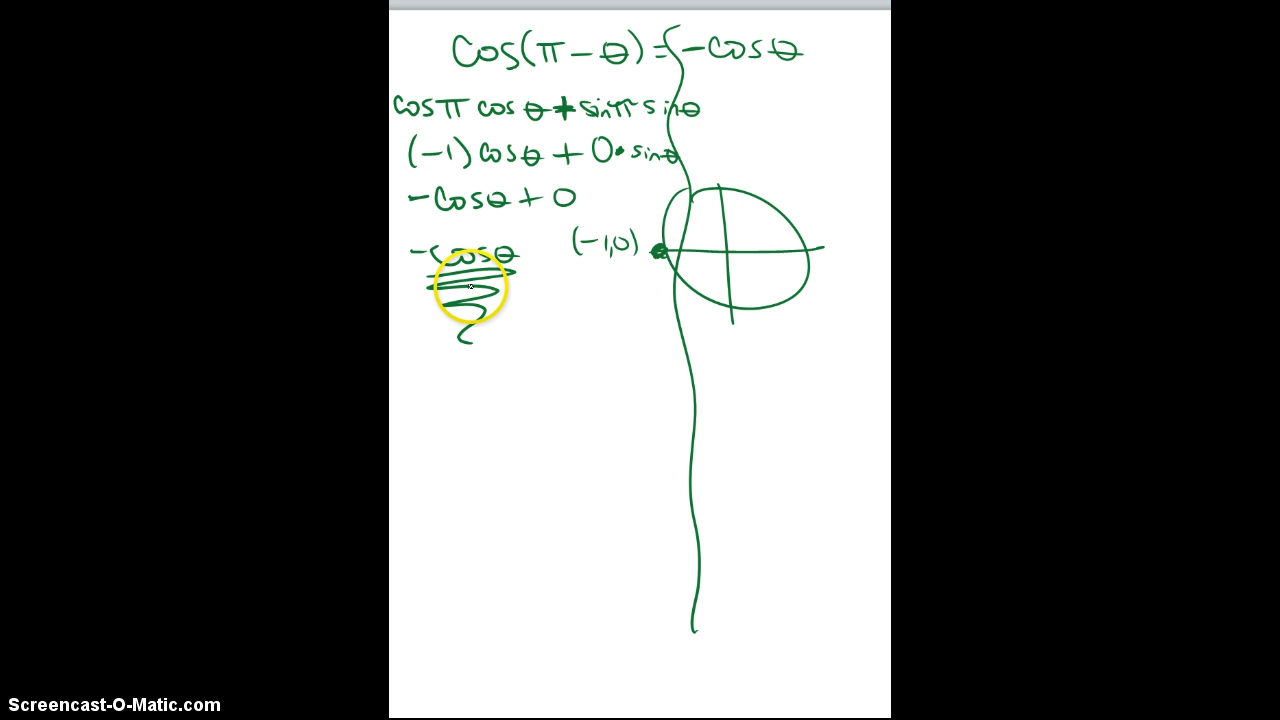 cos(π - θ) = -cosθ
cosπ cosθ + sinπ sinθ
(-1) cosθ + 0 • sinθ
-cosθ + 0
-cosθ (-1,0)
Screencast-O-Matic.com